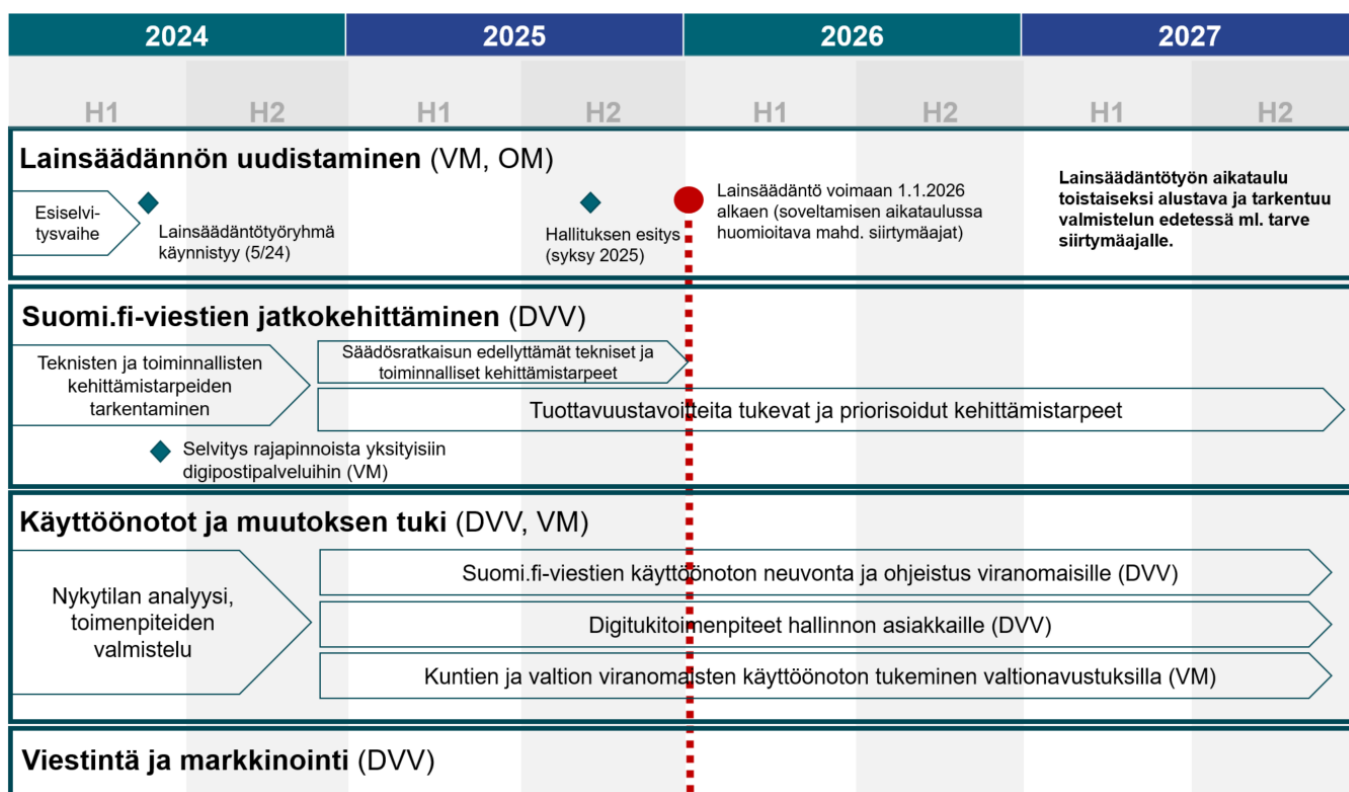 2024 2025 2026 2027
H1 H2 H1 H2 H1 H2 H1 H2
Lainsäädännön uudistaminen (VM, OM)
Esiselvi-
tysvaihe
Lainsäädäntötyöryhmä
käynnistyy (5/24)
Hallituksen esitys
(syksy 2025)
Lainsäädäntö voimaan 1.1.2026
alkaen (soveltamisen aikataulussa
huomioitava mahd. siirtymäajat)
Lainsäädäntötyön aikataulu
toistaiseksi alustava ja tarkentuu
valmistelun edetessä ml. tarve
siirtymäajalle.
Suomi.fi-viestien jatkokehittäminen (DVV)
Teknisten ja toiminnallisten
kehittämistarpeiden
tarkentaminen
Säädösratkaisun edellyttämät tekniset ja
toiminnalliset kehittämistarpeet
Tuottavuustavoitteita tukevat ja priorisoidut kehittämistarpeet
Selvitys rajapinnoista yksityisiin
digipostipalveluihin (VM)
Käyttöönotot ja muutoksen tuki (DVV, VM)
Nykytilan analyysi,
toimenpiteiden
valmistelu
Suomi.fi-viestien käyttöönoton neuvonta ja ohjeistus viranomaisille (DVV)
Digitukitoimenpiteet hallinnon asiakkaille (DVV)
Kuntien ja valtion viranomaisten käyttöönoton tukeminen valtionavustuksilla (VM)
Viestintä ja markkinointi (DVV)